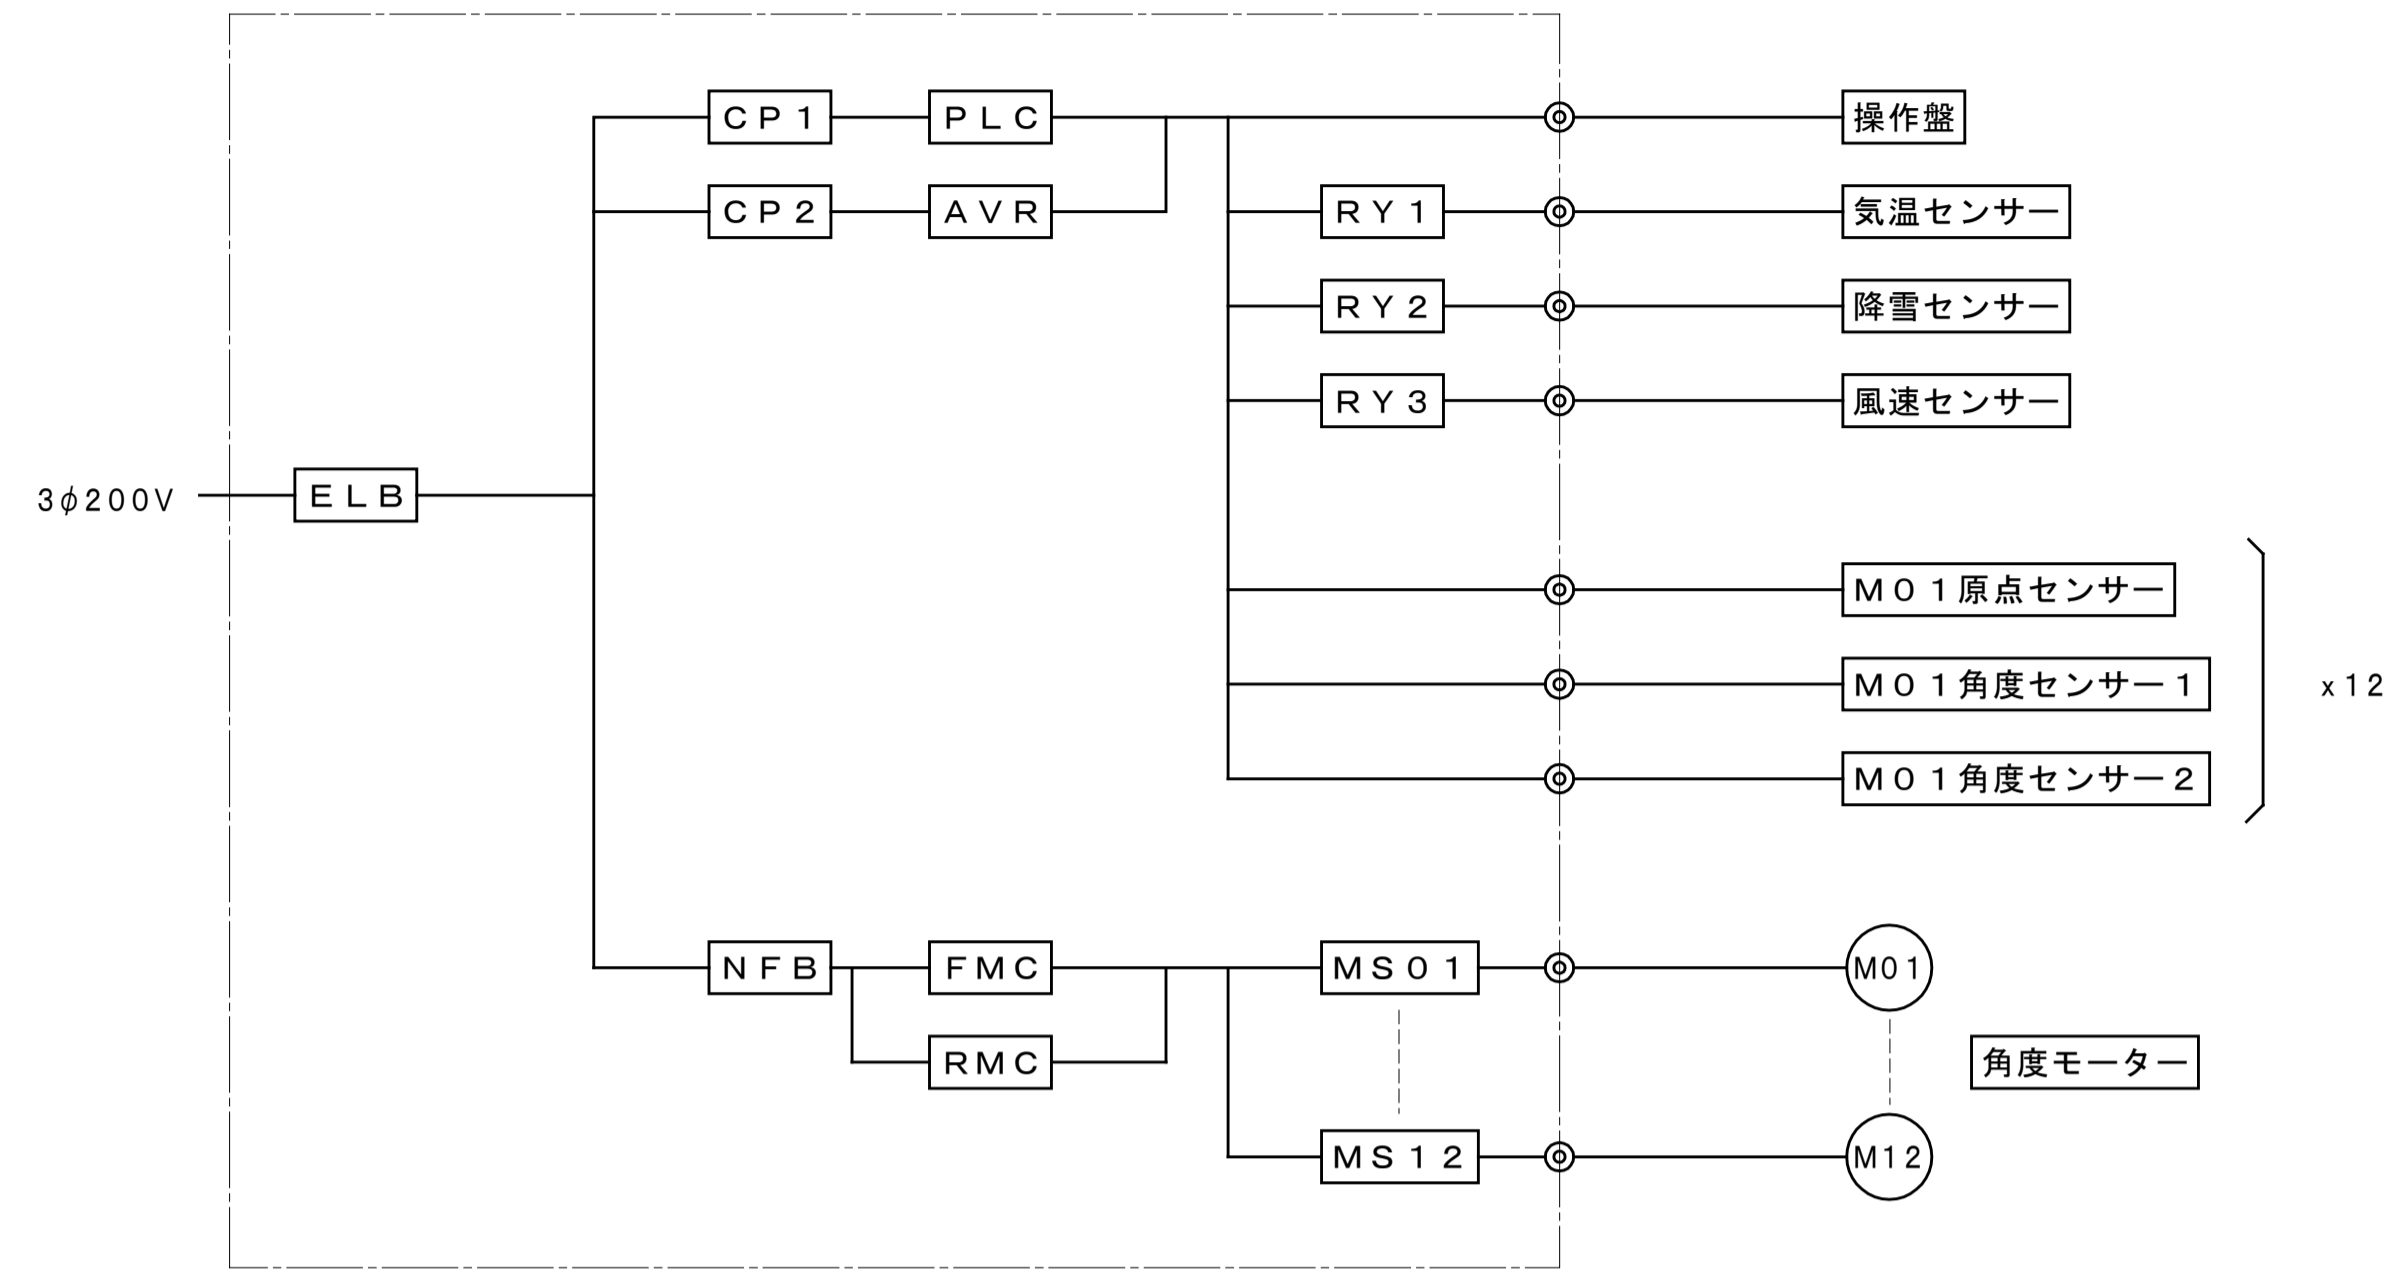 CP1
PLC
操作盤
CP2
AVR
RY1
気温センサー
RY2
降雪センサー
RY3
風速センサー
3φ200V
ELB
M01原点センサー
M01角度センサー1
x12
M01角度センサー2
NFB
FMC
MS01
M01
RMC
角度モーター
MS12
M12